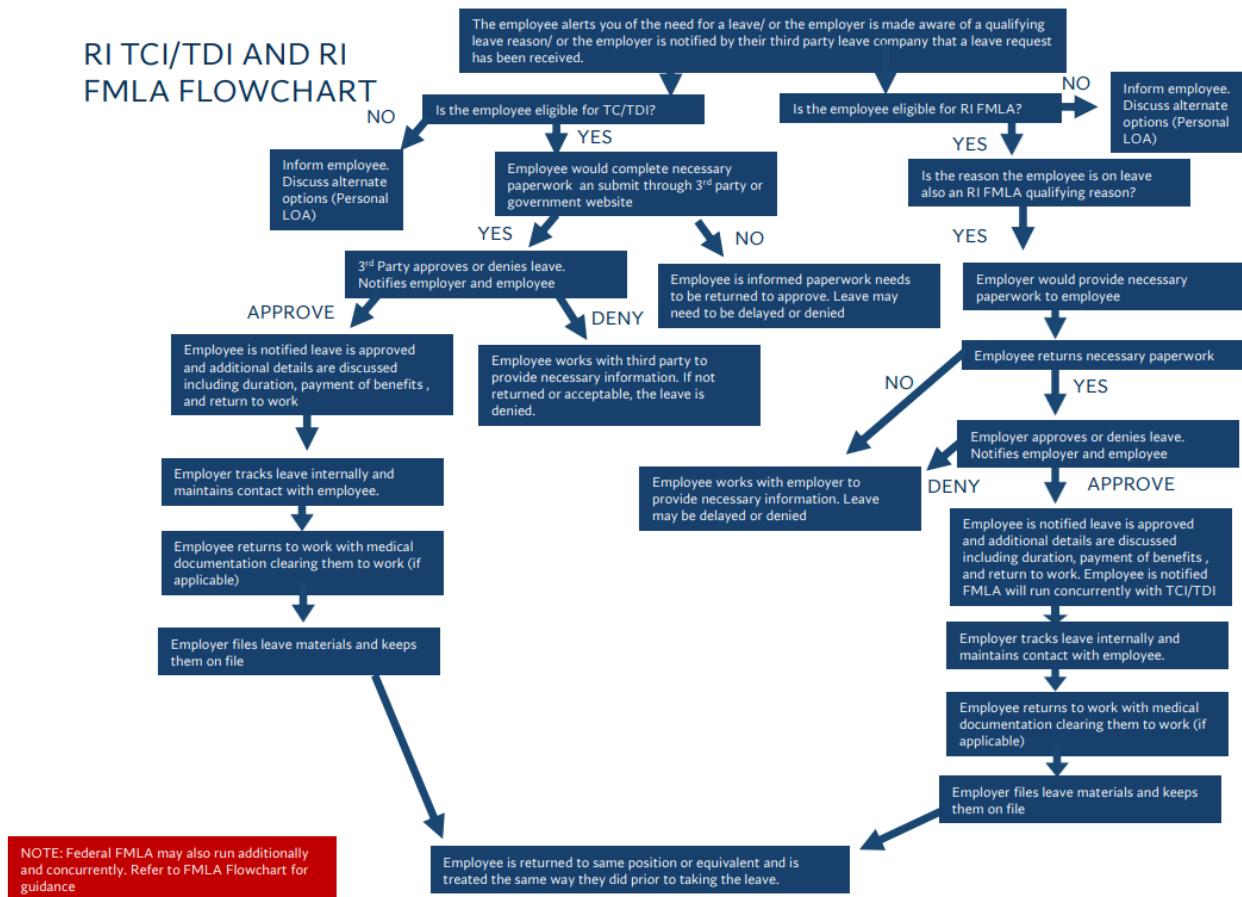 RI TCI/TDI AND RI
FMLA FLOWCHART
The employee alerts you of the need for a leave/ or the employer is made aware of a qualifying
leave reason/ or the employer is notified by their third party leave company that a leave request
has been received.
Is the employee eligible for TC/TDI?
NO
YES
Inform employee.
Discuss alternate
options (Personal
LOA)
Employee would complete necessary
paperwork an submit through 3rd party or
government website
YES
NO
3rd Party approves or denies leave.
Notifies employer and employee
Employee is informed paperwork needs
to be returned to approve. Leave may
need to be delayed or denied
APPROVE
DENY
Employee is notified leave is approved
and additional details are discussed
including duration, payment of benefits ,
and return to work
Employee works with third party to
provide necessary information. If not
returned or acceptable, the leave is
denied.
Employer tracks leave internally and
maintains contact with employee.
Employee returns to work with medical
documentation clearing them to work (if
applicable)
Employer files leave materials and keeps
them on file
Is the employee eligible for RI FMLA?
NO
Inform employee.
Discuss alternate
options (Personal
LOA)
YES
Is the reason the employee is on leave
also an RI FMLA qualifying reason?
YES
Employer would provide necessary
paperwork to employee
Employee returns necessary paperwork
NO
YES
Employer approves or denies leave.
Notifies employer and employee
DENY
APPROVE
Employee works with employer to
provide necessary information. Leave
may be delayed or denied
Employee is notified leave is approved
and additional details are discussed
including duration, payment of benefits ,
and return to work. Employee is notified
FMLA will run concurrently with TCI/TDI
Employer tracks leave internally and
maintains contact with employee.
Employee returns to work with medical
documentation clearing them to work (if
applicable)
Employer files leave materials and keeps
them on file
Employee is returned to same position or equivalent and is
treated the same way they did prior to taking the leave.
NOTE: Federal FMLA may also run additionally
and concurrently. Refer to FMLA Flowchart for
guidance